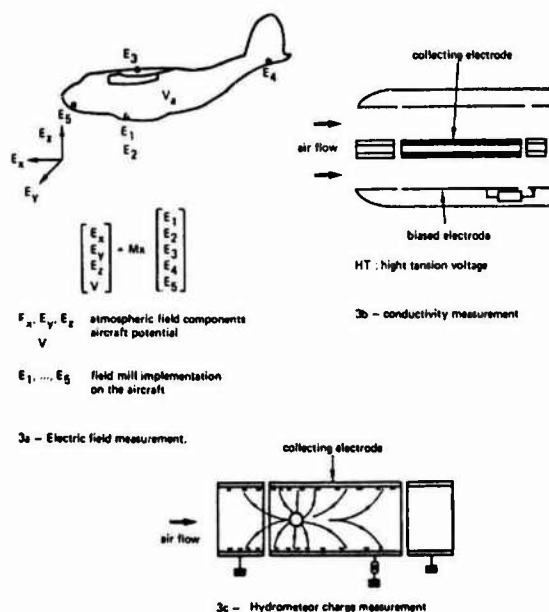 E3
E4
Va
E5
E1
E2
Ez
Ex
Ey
Ex
Ey
Ez
V
= Mx
E1
E2
E3
E4
E5
Ex, Ey, Ez atmospheric field components
V aircraft potential
E1, ..., E5 field mill implementation
on the aircraft
3a – Electric field measurement.
collecting electrode
air flow
biased electrode
HT : hight tension voltage
3b – conductivity measurement
collecting electrode
air flow
3c – Hydrometeor charge measurement